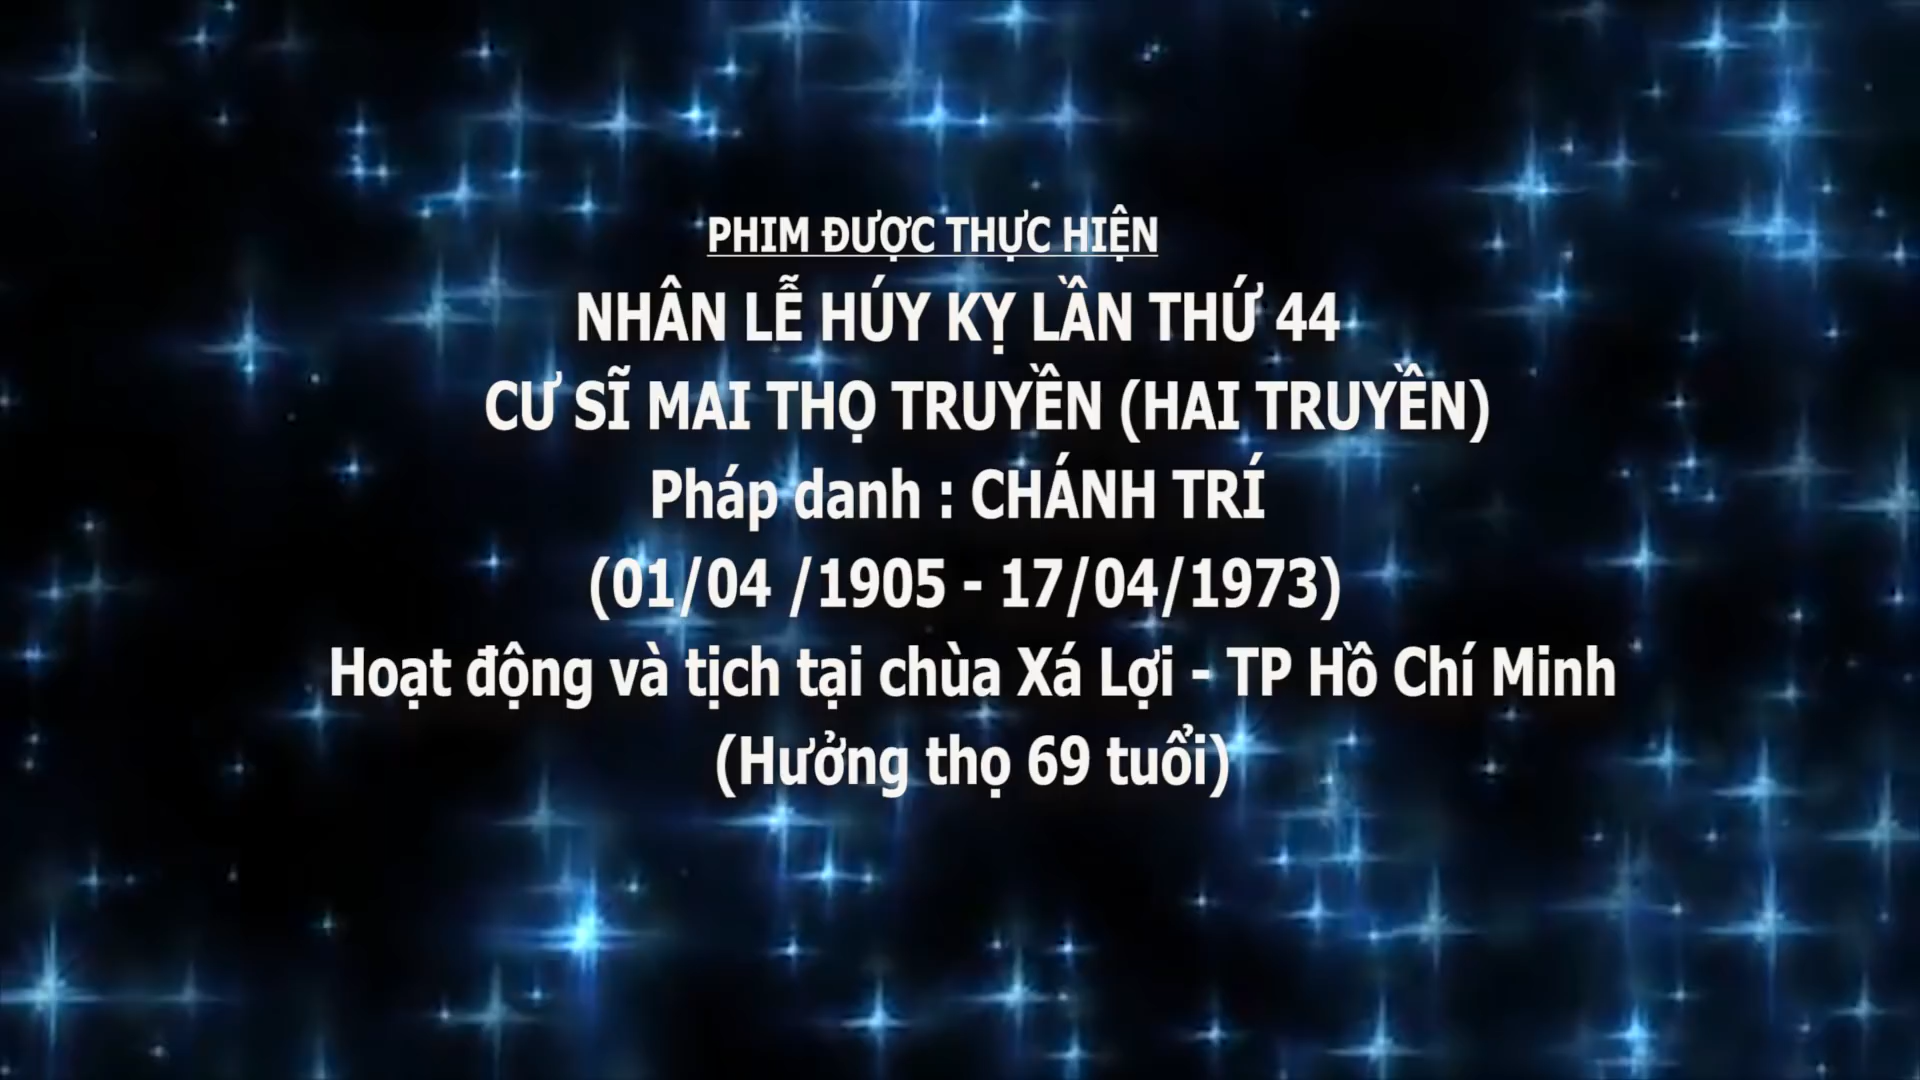 PHIM ĐƯỢC THỰC HIỆN
NHÂN LỄ HÚY KỴ LẦN THỨ 44
CƯ SĨ MAI THỌ TRUYỀN (HAI TRUYỀN)
Pháp danh : CHÁNH TRÍ
(01/04 /1905 - 17/04/1973)
Hoạt động và tịch tại chùa Xá Lợi - TP Hồ Chí Minh
(Hưởng thọ 69 tuổi)